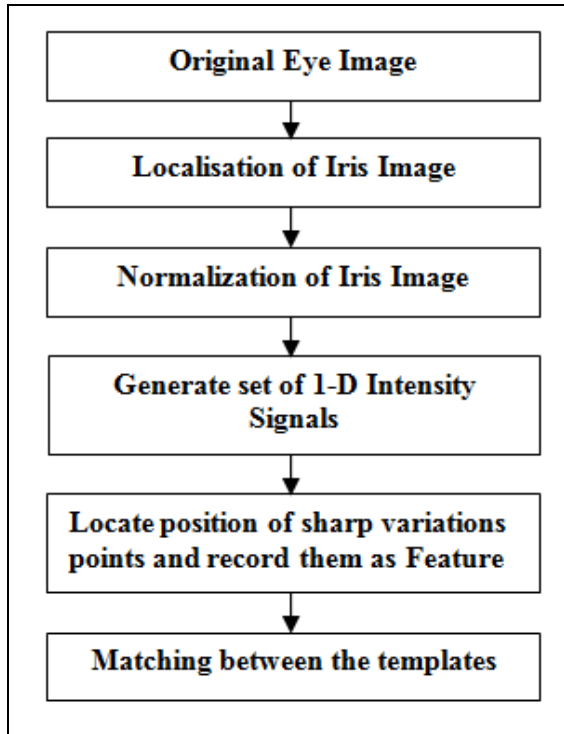 Original Eye Image
Localisation of Iris Image
Normalization of Iris Image
Generate set of 1-D Intensity
Signals
Locate position of sharp variations
points and record them as Feature
Matching between the templates